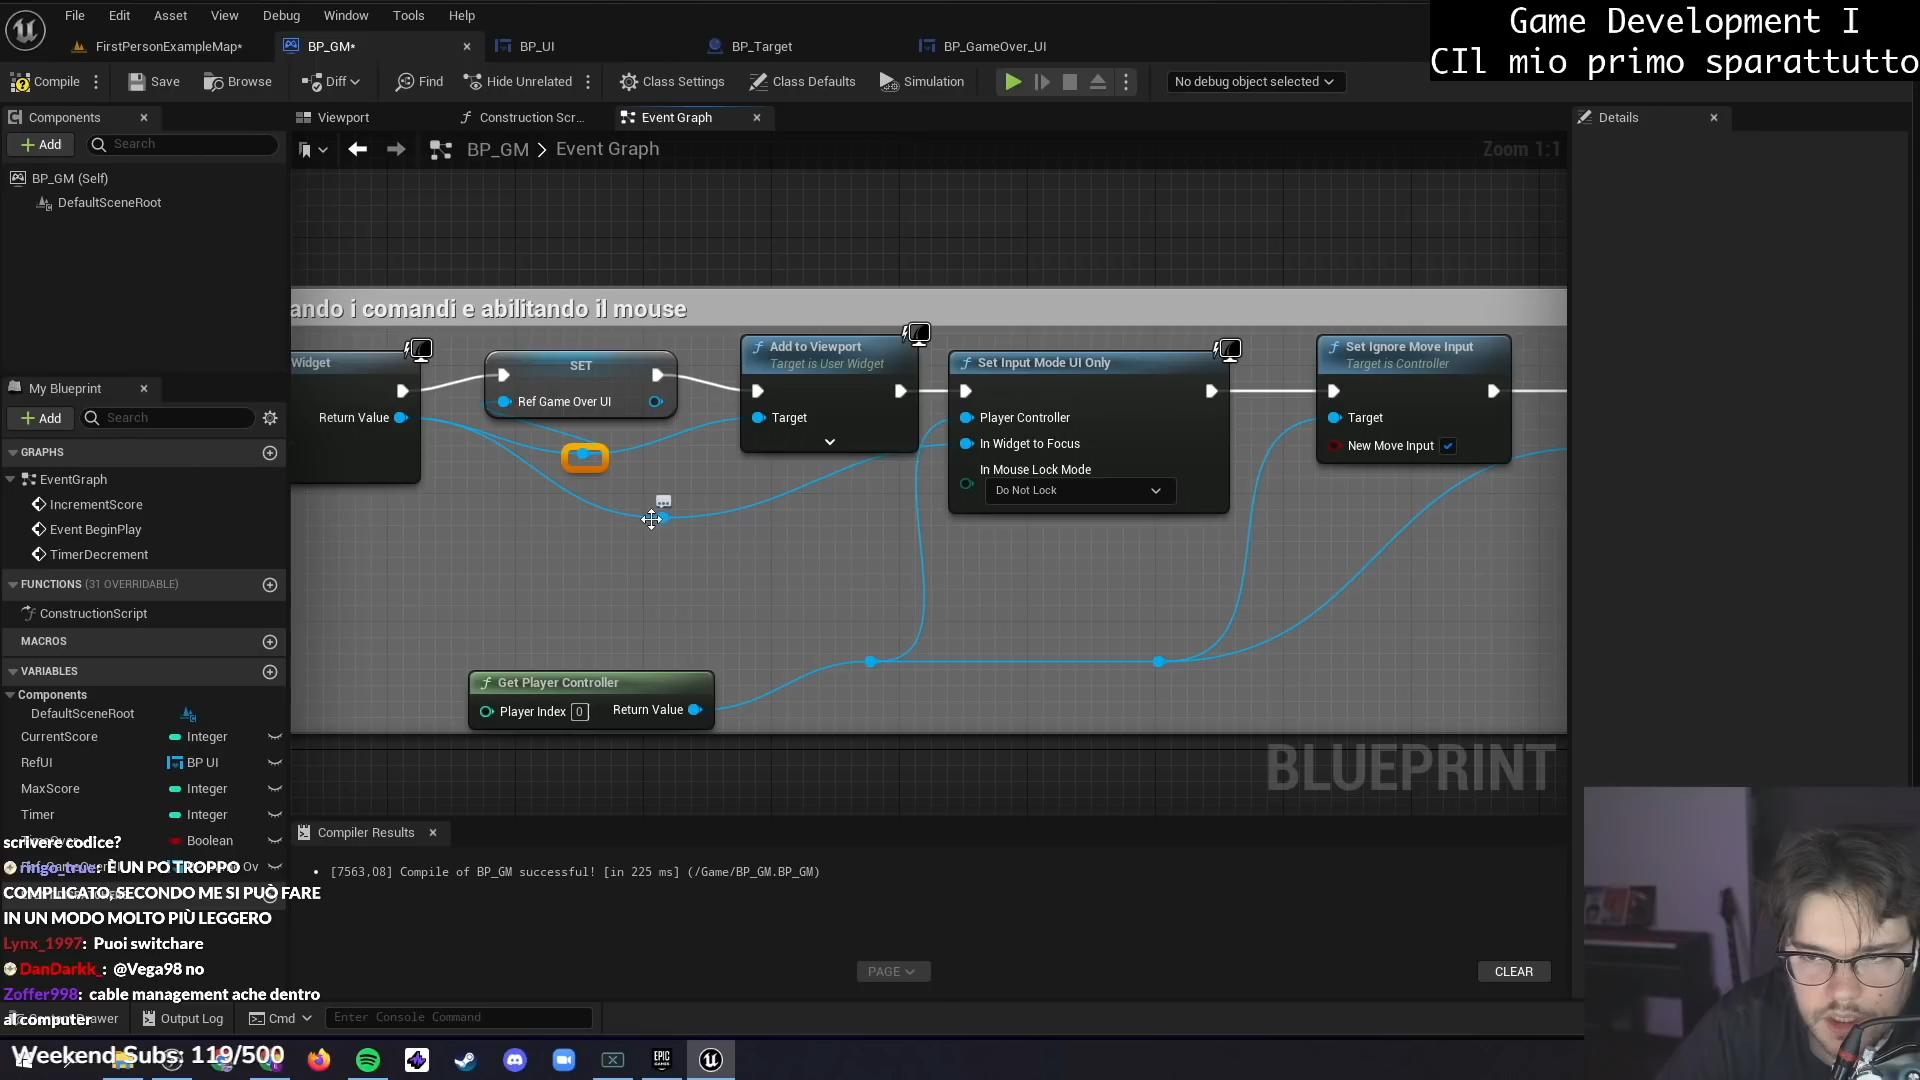 File Edit Asset View Debug Window Tools Help
Game Development I
CIl mio primo sparattutto
FirstPersonExampleMap* BP_GM* BP_UI BP_Target BP_GameOver_UI
Compile Save Browse Diff Find Hide Unrelated Class Settings Class Defaults Simulation No debug object selected
Components Viewport Construction Scr... Event Graph Details
Add Search BP_GM > Event Graph Zoom 1:1
BP_GM (Self)
DefaultSceneRoot
ando i comandi e abilitando il mouse
Widget
Return Value
SET
Ref Game Over UI
Add to Viewport
Target is User Widget
Target
Set Input Mode UI Only
Player Controller
In Widget to Focus
In Mouse Lock Mode
Do Not Lock
Set Ignore Move Input
Target is Controller
Target
New Move Input
Get Player Controller
Player Index 0 Return Value
BLUEPRINT
My Blueprint
Add Search
GRAPHS
EventGraph
IncrementScore
Event BeginPlay
TimerDecrement
FUNCTIONS (31 OVERRIDABLE)
ConstructionScript
MACROS
VARIABLES
Components
DefaultSceneRoot
CurrentScore Integer
RefUI BP UI
MaxScore Integer
Timer Integer
Boolean
scrivere codice?
ringo_true: È UN PO TROPPO
COMPLICATO, SECONDO ME SI PUÒ FARE
IN UN MODO MOLTO PIÙ LEGGERO
Lynx_1997: Puoi switchare
DanDarkk_: @Vega98 no
Zoffer998: cable management ache dentro
al computer
Compiler Results
[7563,08] Compile of BP_GM successful! [in 225 ms] (/Game/BP_GM.BP_GM)
PAGE CLEAR
Drawer Output Log Cmd Enter Console Command
Weekend Subs: 119/500
EPIC
GAMES